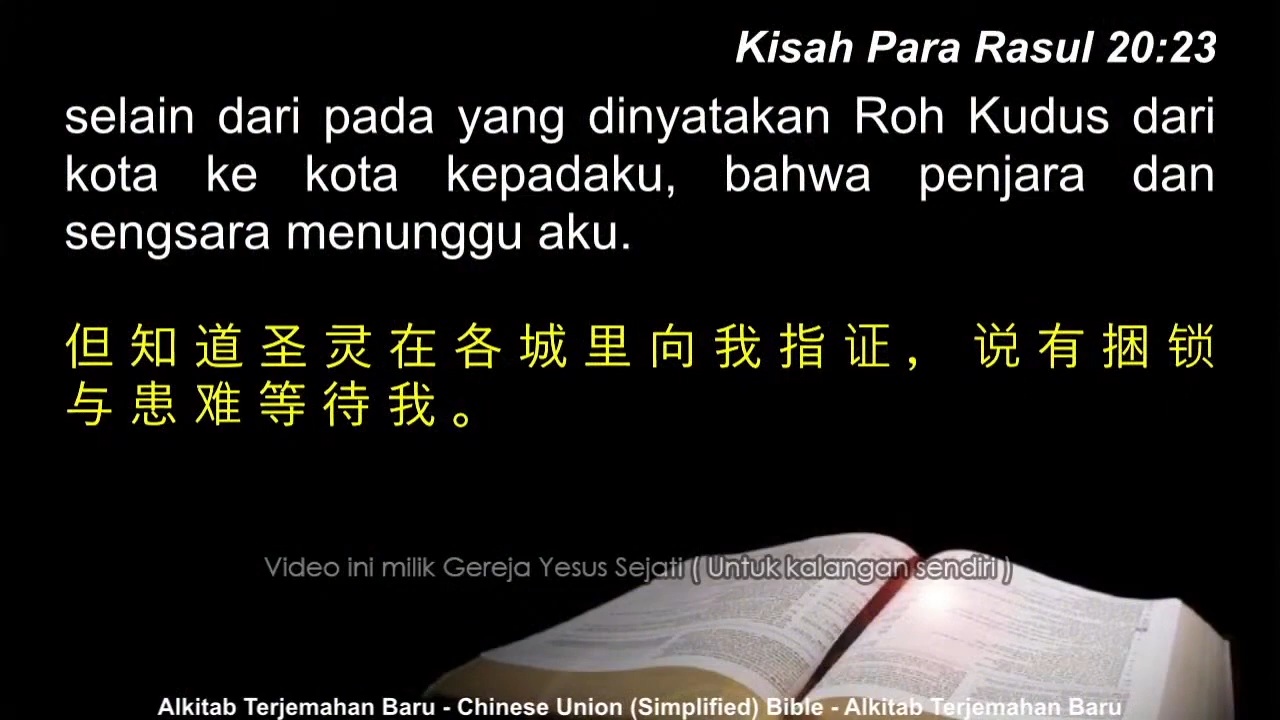 Kisah Para Rasul 20:23
selain dari pada yang dinyatakan Roh Kudus dari
kota ke kota kepadaku, bahwa penjara dan
sengsara menunggu aku.
但知道圣灵在各城里向我指证，说有捆锁
与患难等待我。
Video ini milik Gereja Yesus Sejati ( Untuk kalangan sendiri )
Alkitab Terjemahan Baru - Chinese Union (Simplified) Bible - Alkitab Terjemahan Baru